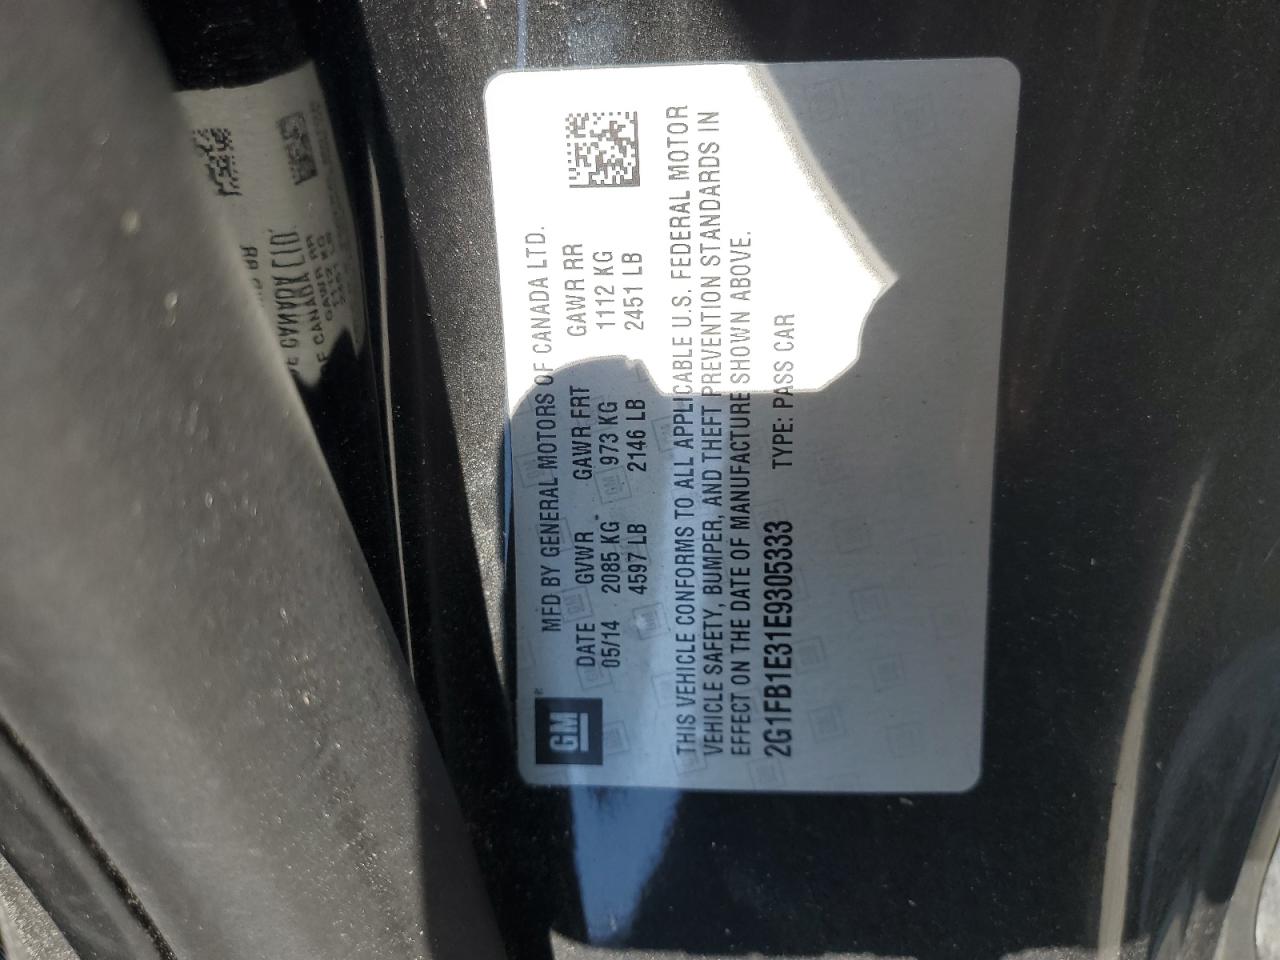 GM
MFD BY GENERAL MOTORS OF CANADA LTD.
DATE GVWR GAWR FRT GAWR RR
05/14 2085 KG 973 KG 1112 KG
4597 LB 2146 LB 2451 LB
THIS VEHICLE CONFORMS TO ALL APPLICABLE U.S. FEDERAL MOTOR
VEHICLE SAFETY, BUMPER, AND THEFT PREVENTION STANDARDS IN
EFFECT ON THE DATE OF MANUFACTURE SHOWN ABOVE.
2G1FB1E31E9305333 TYPE: PASS CAR